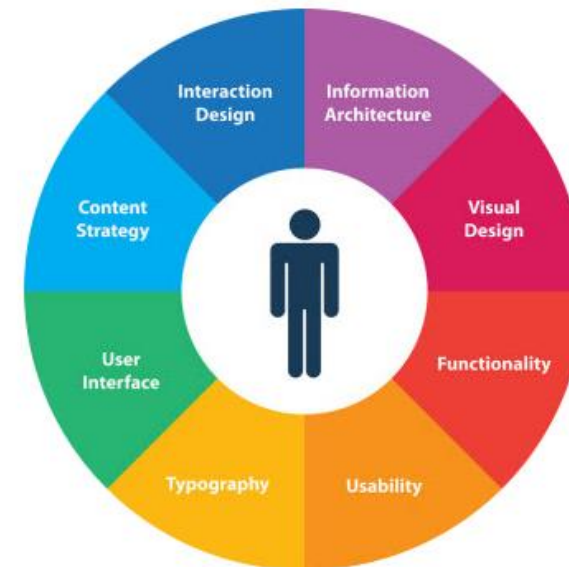 Interaction
Design
Information
Architecture
Visual
Design
Functionality
Usability
Typography
User
Interface
Content
Strategy